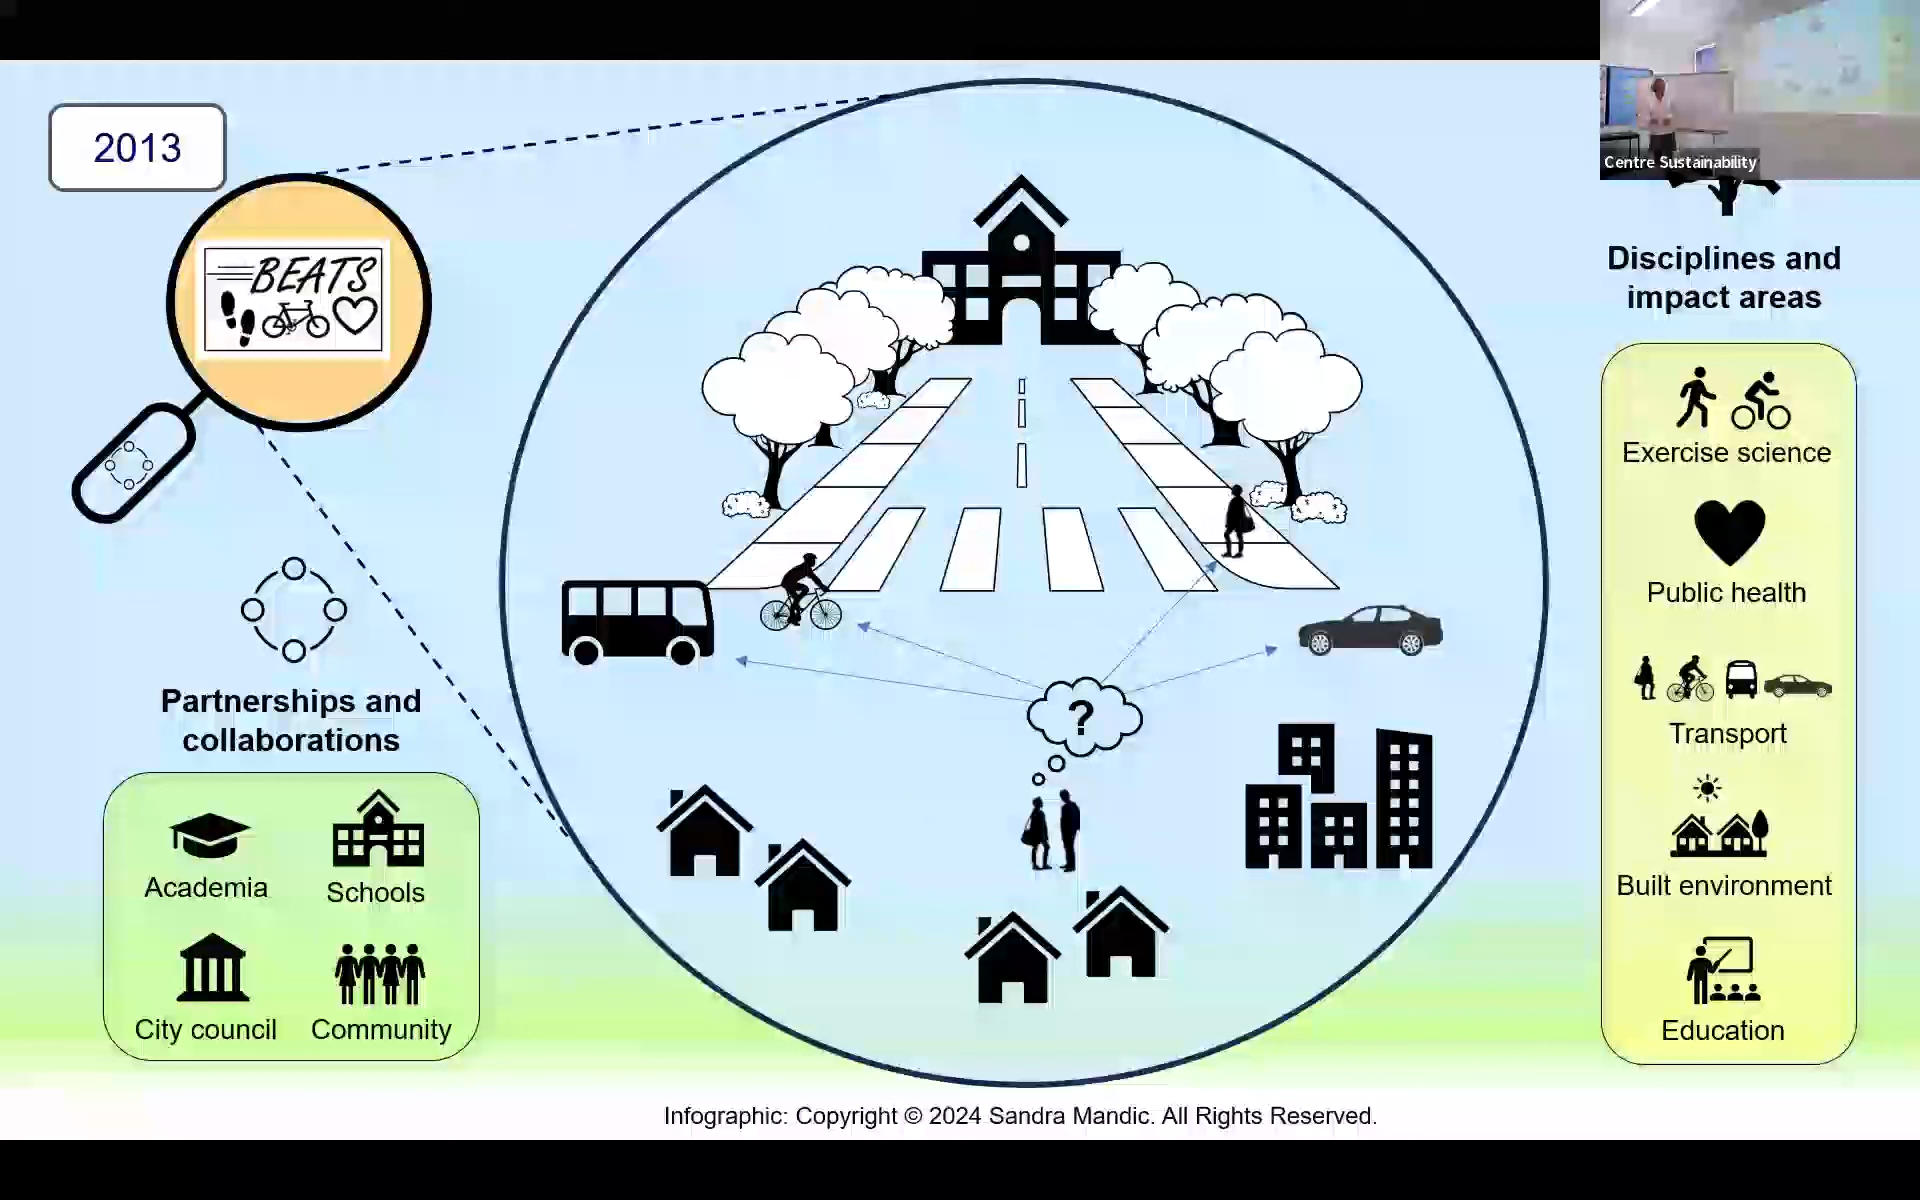 2013
BEATS
Partnerships and
collaborations
Academia
Schools
City council
Community
?
Centre Sustainability
Disciplines and
impact areas
Exercise science
Public health
Transport
Built environment
Education
Infographic: Copyright © 2024 Sandra Mandic. All Rights Reserved.